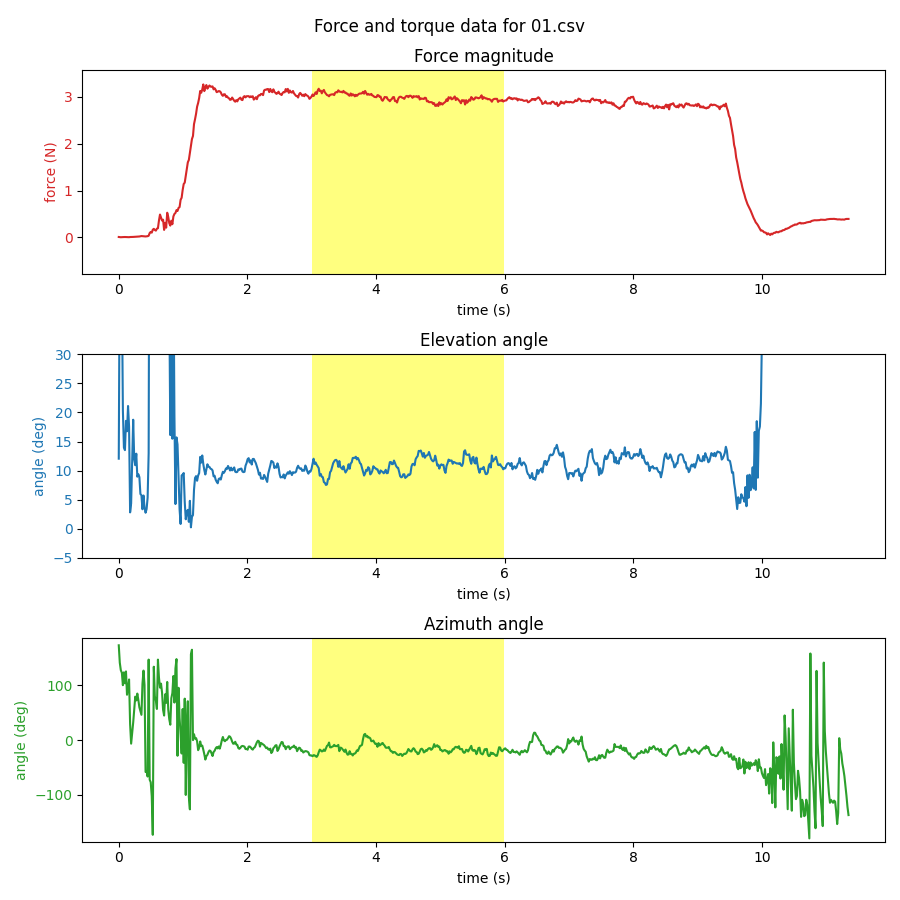 Force and torque data for 01.csv
Force magnitude
3
2
1
0
force (N)
0 2 4 6 8 10
time (s)
Elevation angle
30
25
20
15
10
5
0
−5
angle (deg)
0 2 4 6 8 10
time (s)
Azimuth angle
100
0
−100
angle (deg)
0 2 4 6 8 10
time (s)